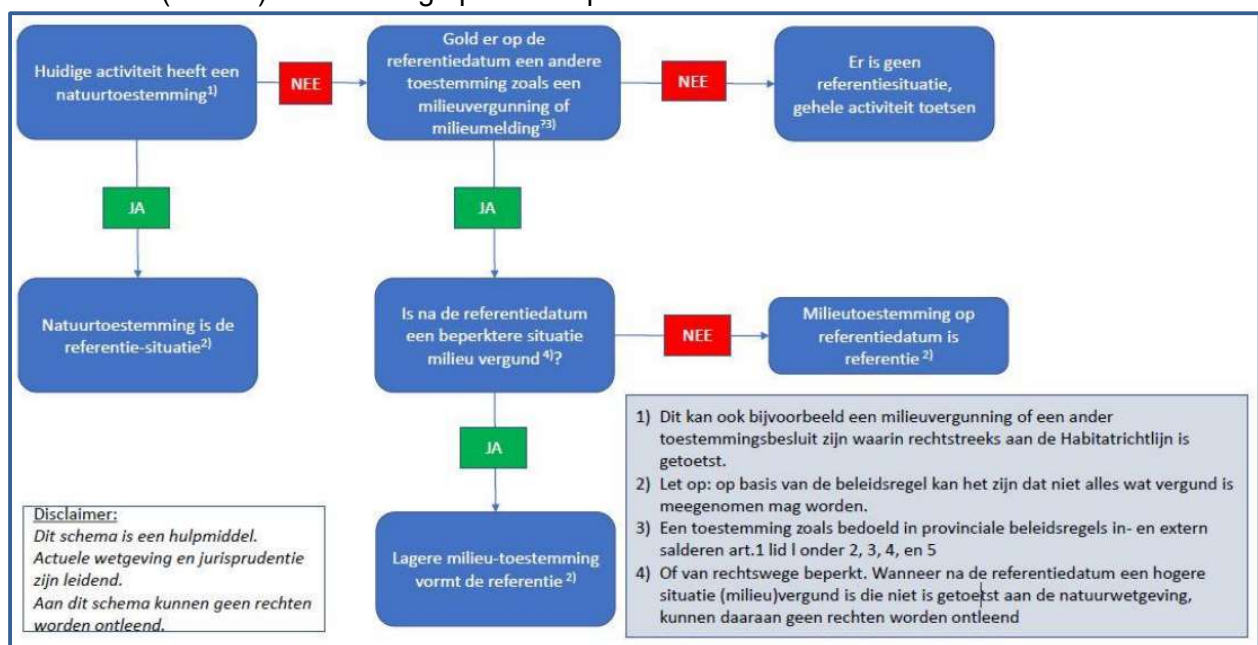 Huidige activiteit heeft een
natuurtoestemming1)
NEE
Gold er op de
referentiedatum een andere
toestemming zoals een
milieuvergunning of
milieumelding?3)
NEE
Er is geen
referentiesituatie,
gehele activiteit toetsen
JA
JA
Natuurtoestemming is de
referentie-situatie2)
Is na de referentiedatum
een beperktere situatie
milieu vergund 4)?
NEE
Milieutoestemming op
referentiedatum is
referentie 2)
JA
Lagere milieu-toestemming
vormt de referentie 2)
Disclaimer:
Dit schema is een hulpmiddel.
Actuele wetgeving en jurisprudentie
zijn leidend.
Aan dit schema kunnen geen rechten
worden ontleend.
1) Dit kan ook bijvoorbeeld een milieuvergunning of een ander
toestemmingsbesluit zijn waarin rechtstreeks aan de Habitatrichtlijn is
getoetst.
2) Let op: op basis van de beleidsregel kan het zijn dat niet alles wat vergund is
meegenomen mag worden.
3) Een toestemming zoals bedoeld in provinciale beleidsregels in- en extern
salderen art.1 lid l onder 2, 3, 4, en 5
4) Of van rechtswege beperkt. Wanneer na de referentiedatum een hogere
situatie (milieu)vergund is die niet is getoetst aan de natuurwetgeving,
kunnen daaraan geen rechten worden ontleend